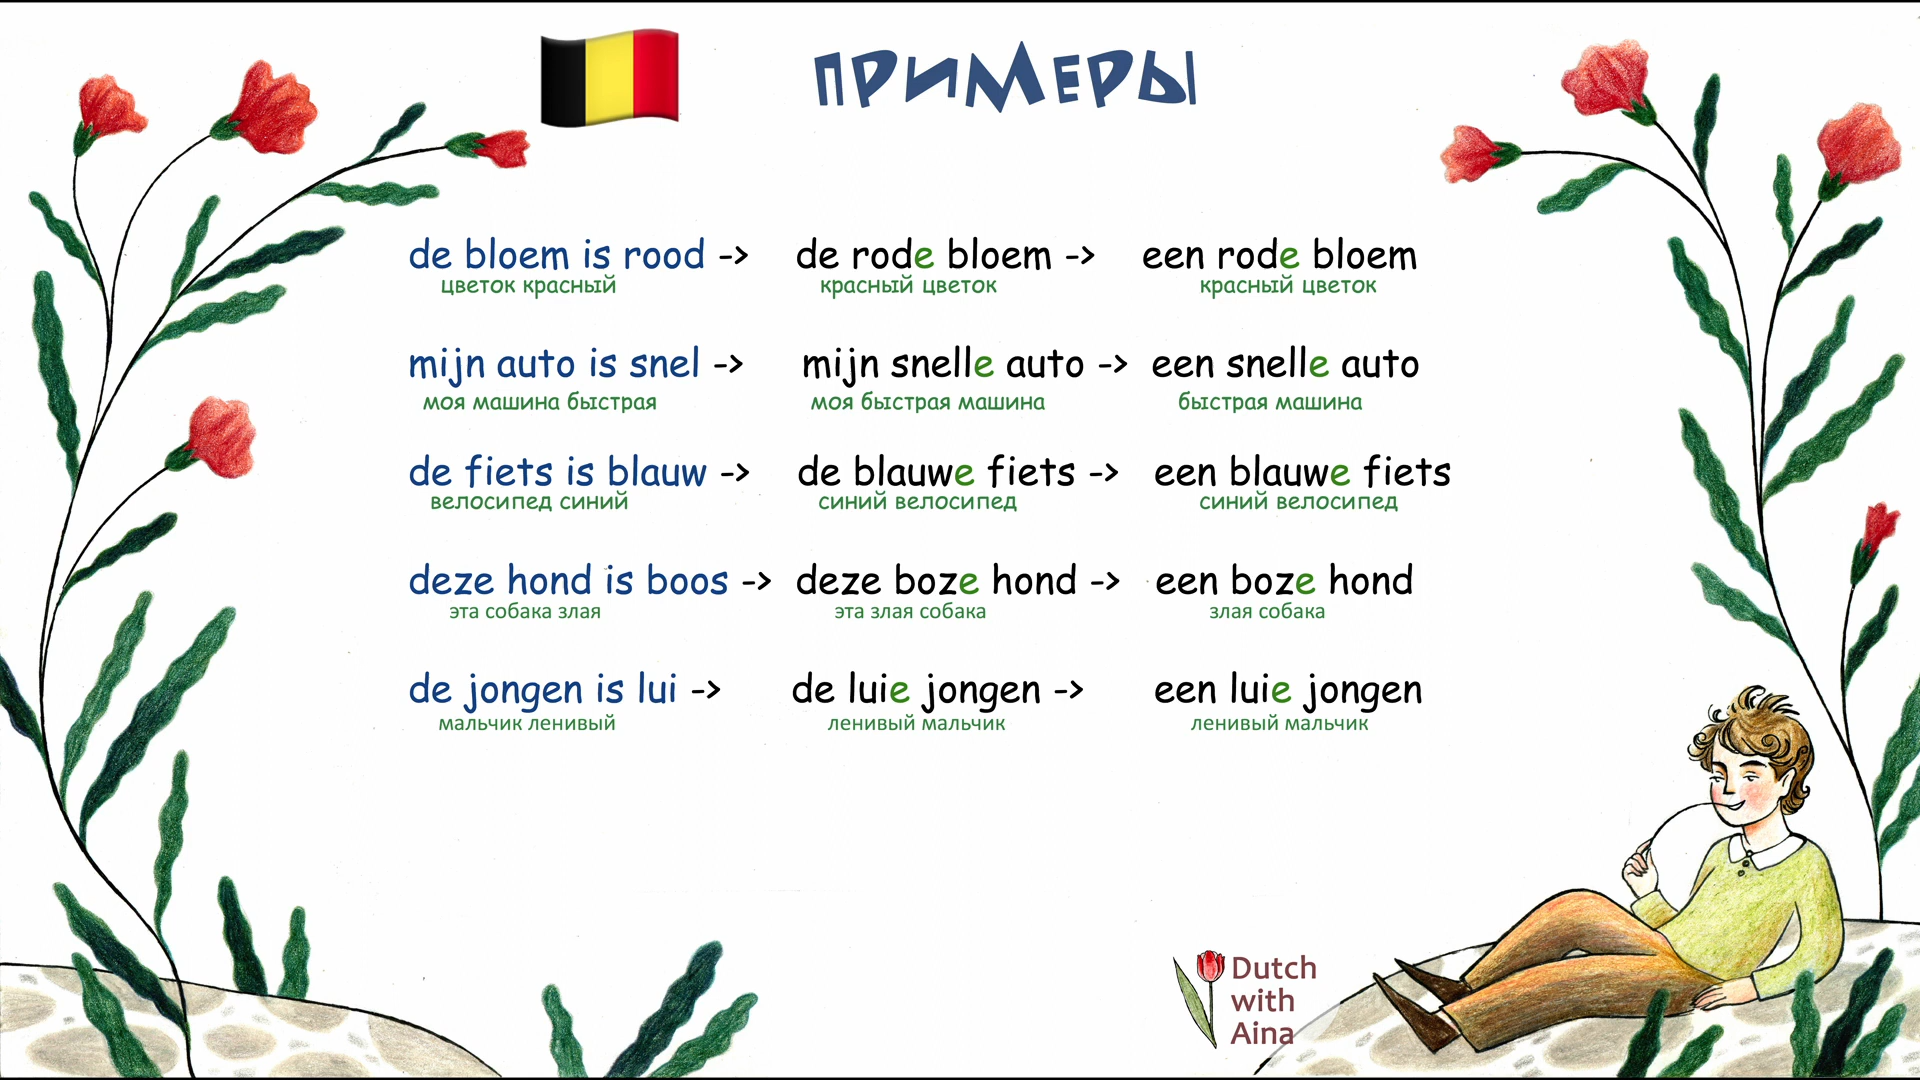 ПРИМЕРЫ
de bloem is rood -> de rode bloem -> een rode bloem
цветок красный красный цветок красный цветок
mijn auto is snel -> mijn snelle auto -> een snelle auto
моя машина быстрая моя быстрая машина быстрая машина
de fiets is blauw -> de blauwe fiets -> een blauwe fiets
велосипед синий синий велосипед синий велосипед
deze hond is boos -> deze boze hond -> een boze hond
эта собака злая эта злая собака злая собака
de jongen is lui -> de luie jongen -> een luie jongen
мальчик ленивый ленивый мальчик ленивый мальчик
Dutch
with
Aina